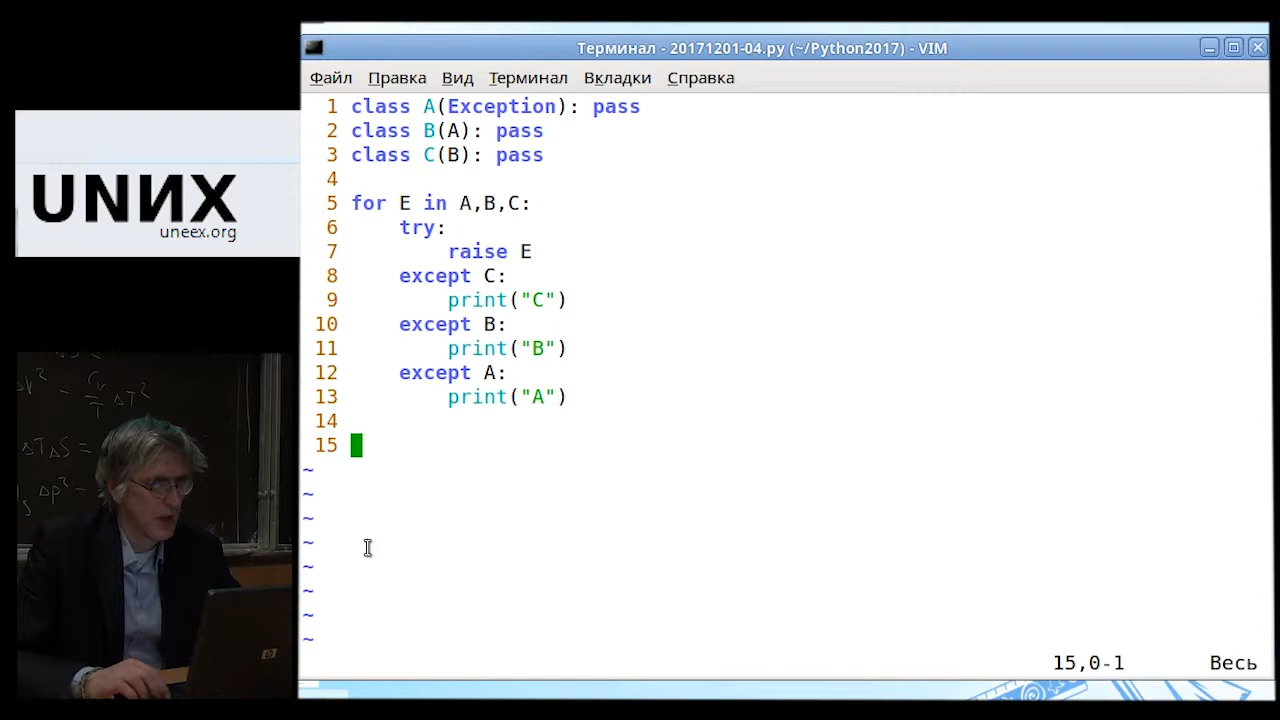 Терминал - 20171201-04.py (~/Python2017) - VIM
Файл Правка Вид Терминал Вкладки Справка
UNИX
uneex.org
1 class A(Exception): pass
2 class B(A): pass
3 class C(B): pass
4
5 for E in A,B,C:
6     try:
7         raise E
8     except C:
9         print("C")
10     except B:
11         print("B")
12     except A:
13         print("A")
14
15
~
~
~
~
~
~
~
~
15,0-1 Весь